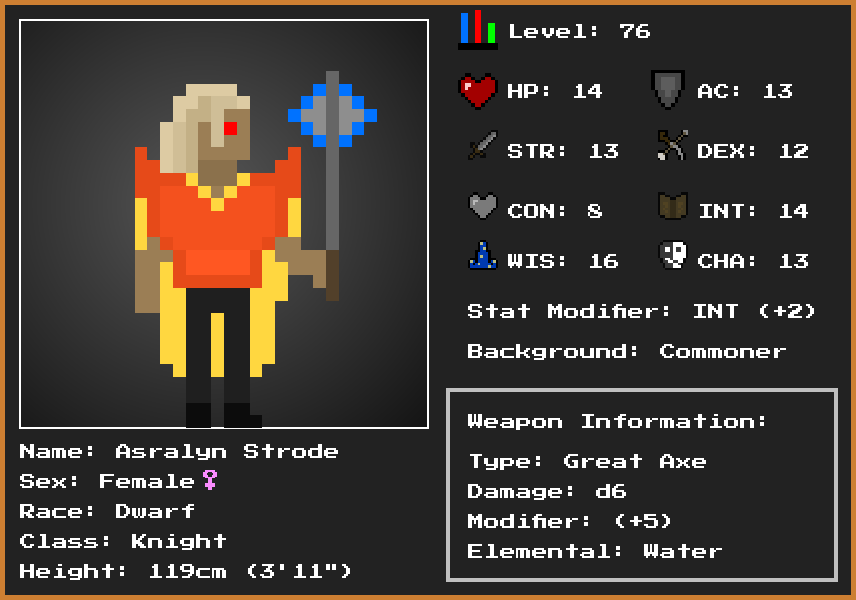 Level: 76
HP: 14 AC: 13
STR: 13 DEX: 12
CON: 8 INT: 14
WIS: 16 CHA: 13
Stat Modifier: INT (+2)
Background: Commoner
Weapon Information:
Type: Great Axe
Damage: d6
Modifier: (+5)
Elemental: Water
Name: Asralyn Strode
Sex: Female♀
Race: Dwarf
Class: Knight
Height: 119cm (3'11")